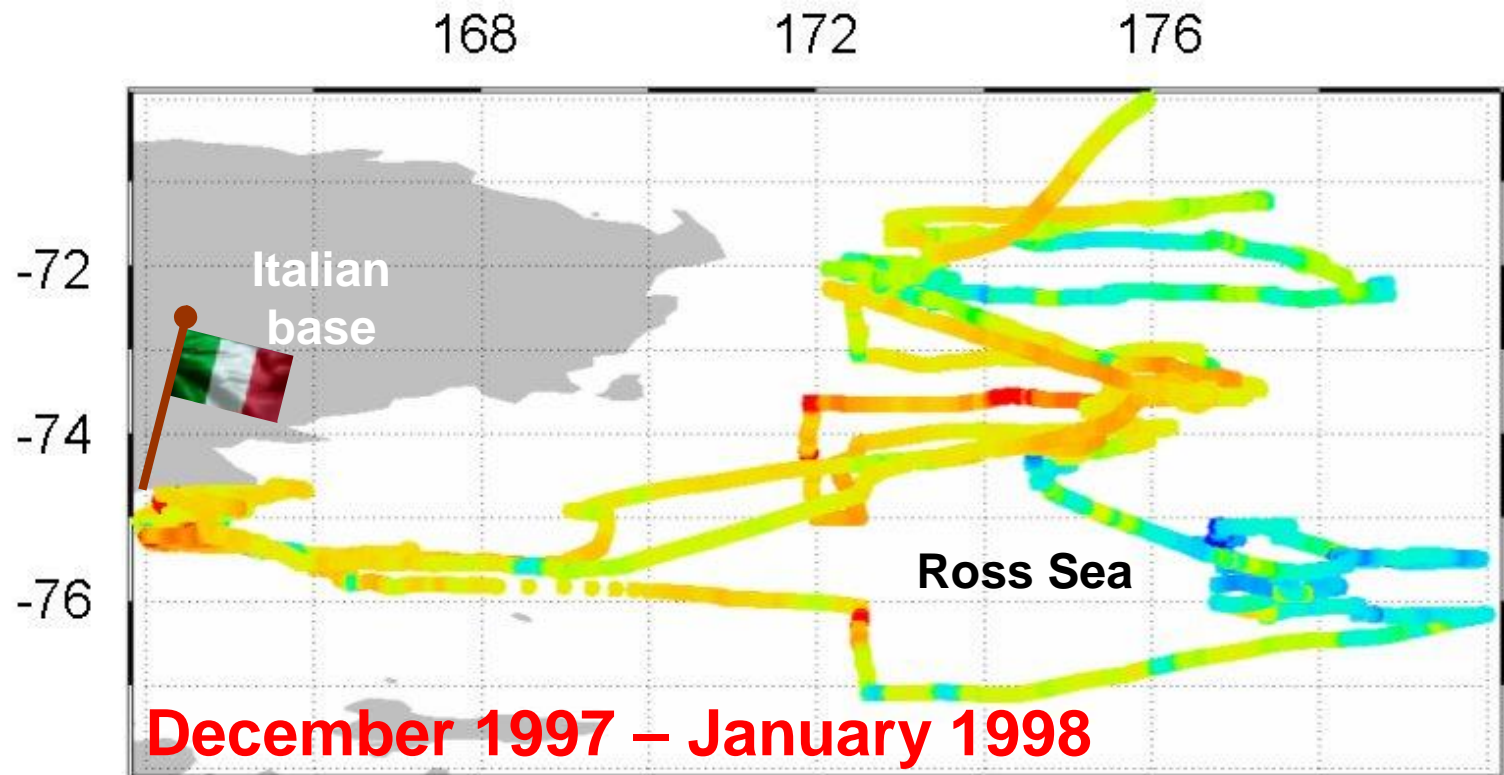 168 172 176
-72
Italian
base
-74
Ross Sea
-76
December 1997 – January 1998